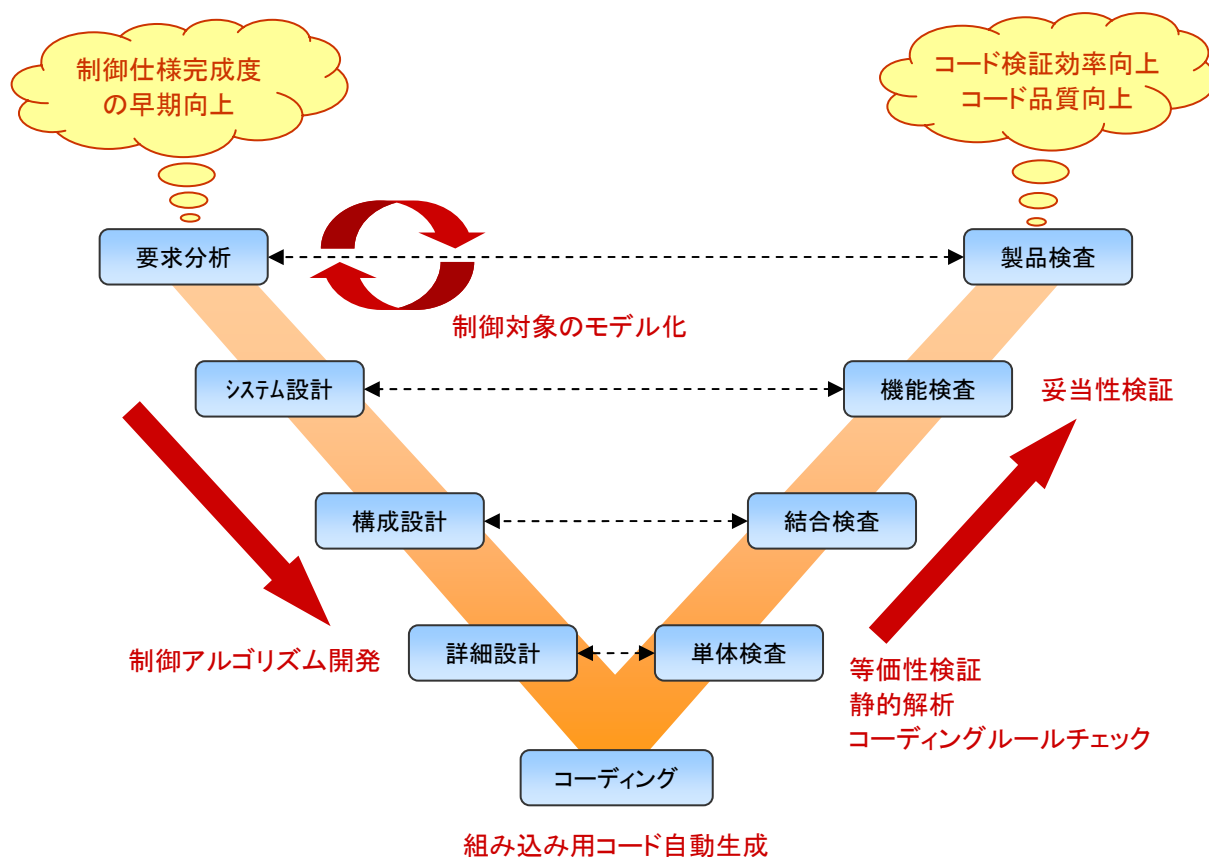 制御仕様完成度
の早期向上
コード検証効率向上
コード品質向上
要求分析
製品検査
制御対象のモデル化
システム設計
機能検査
妥当性検証
構成設計
結合検査
詳細設計
単体検査
制御アルゴリズム開発
等価性検証
静的解析
コーディングルールチェック
コーディング
組み込み用コード自動生成